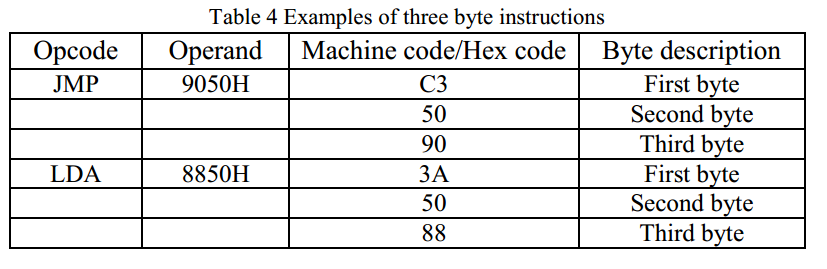 Table 4 Examples of three byte instructions
Opcode Operand Machine code/Hex code Byte description
JMP 9050H C3 First byte
50 Second byte
90 Third byte
LDA 8850H 3A First byte
50 Second byte
88 Third byte